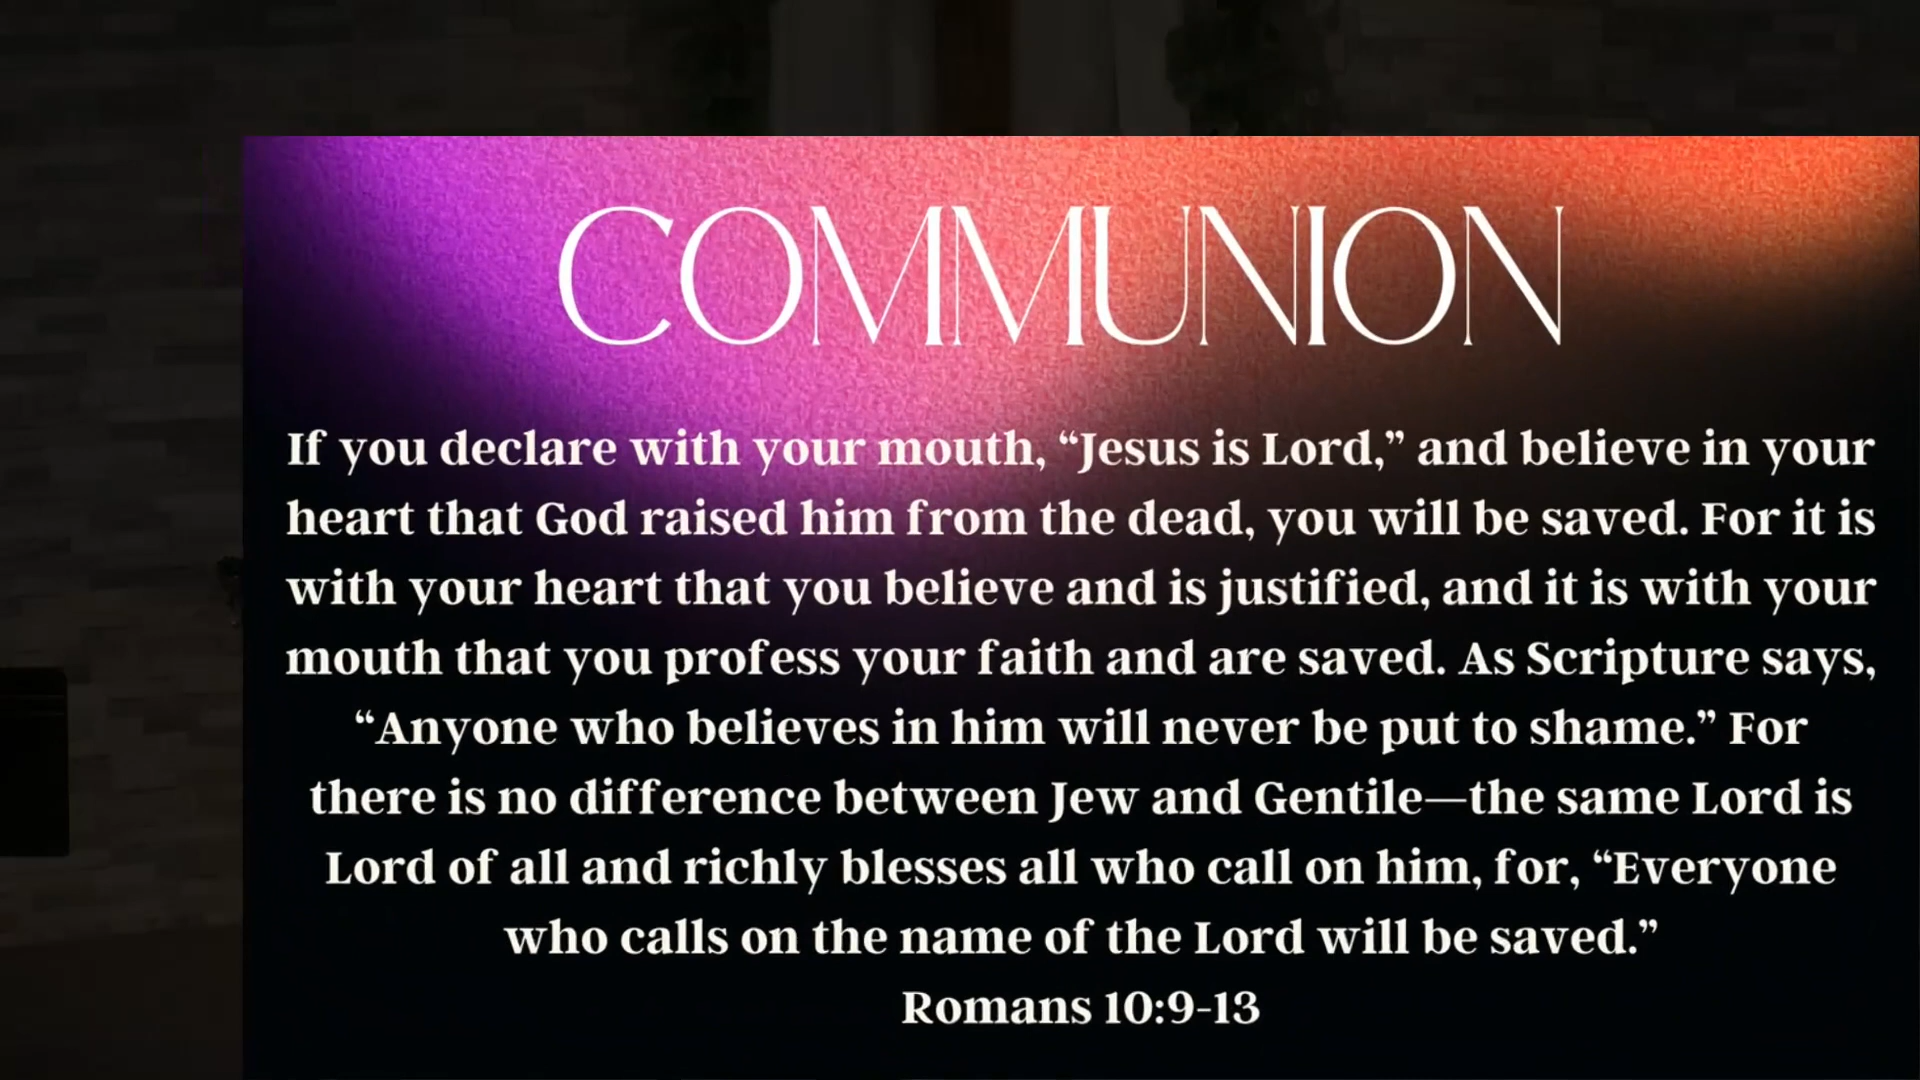 COMMUNION
If you declare with your mouth, “Jesus is Lord,” and believe in your
heart that God raised him from the dead, you will be saved. For it is
with your heart that you believe and is justified, and it is with your
mouth that you profess your faith and are saved. As Scripture says,
“Anyone who believes in him will never be put to shame.” For
there is no difference between Jew and Gentile—the same Lord is
Lord of all and richly blesses all who call on him, for, “Everyone
who calls on the name of the Lord will be saved.”
Romans 10:9-13